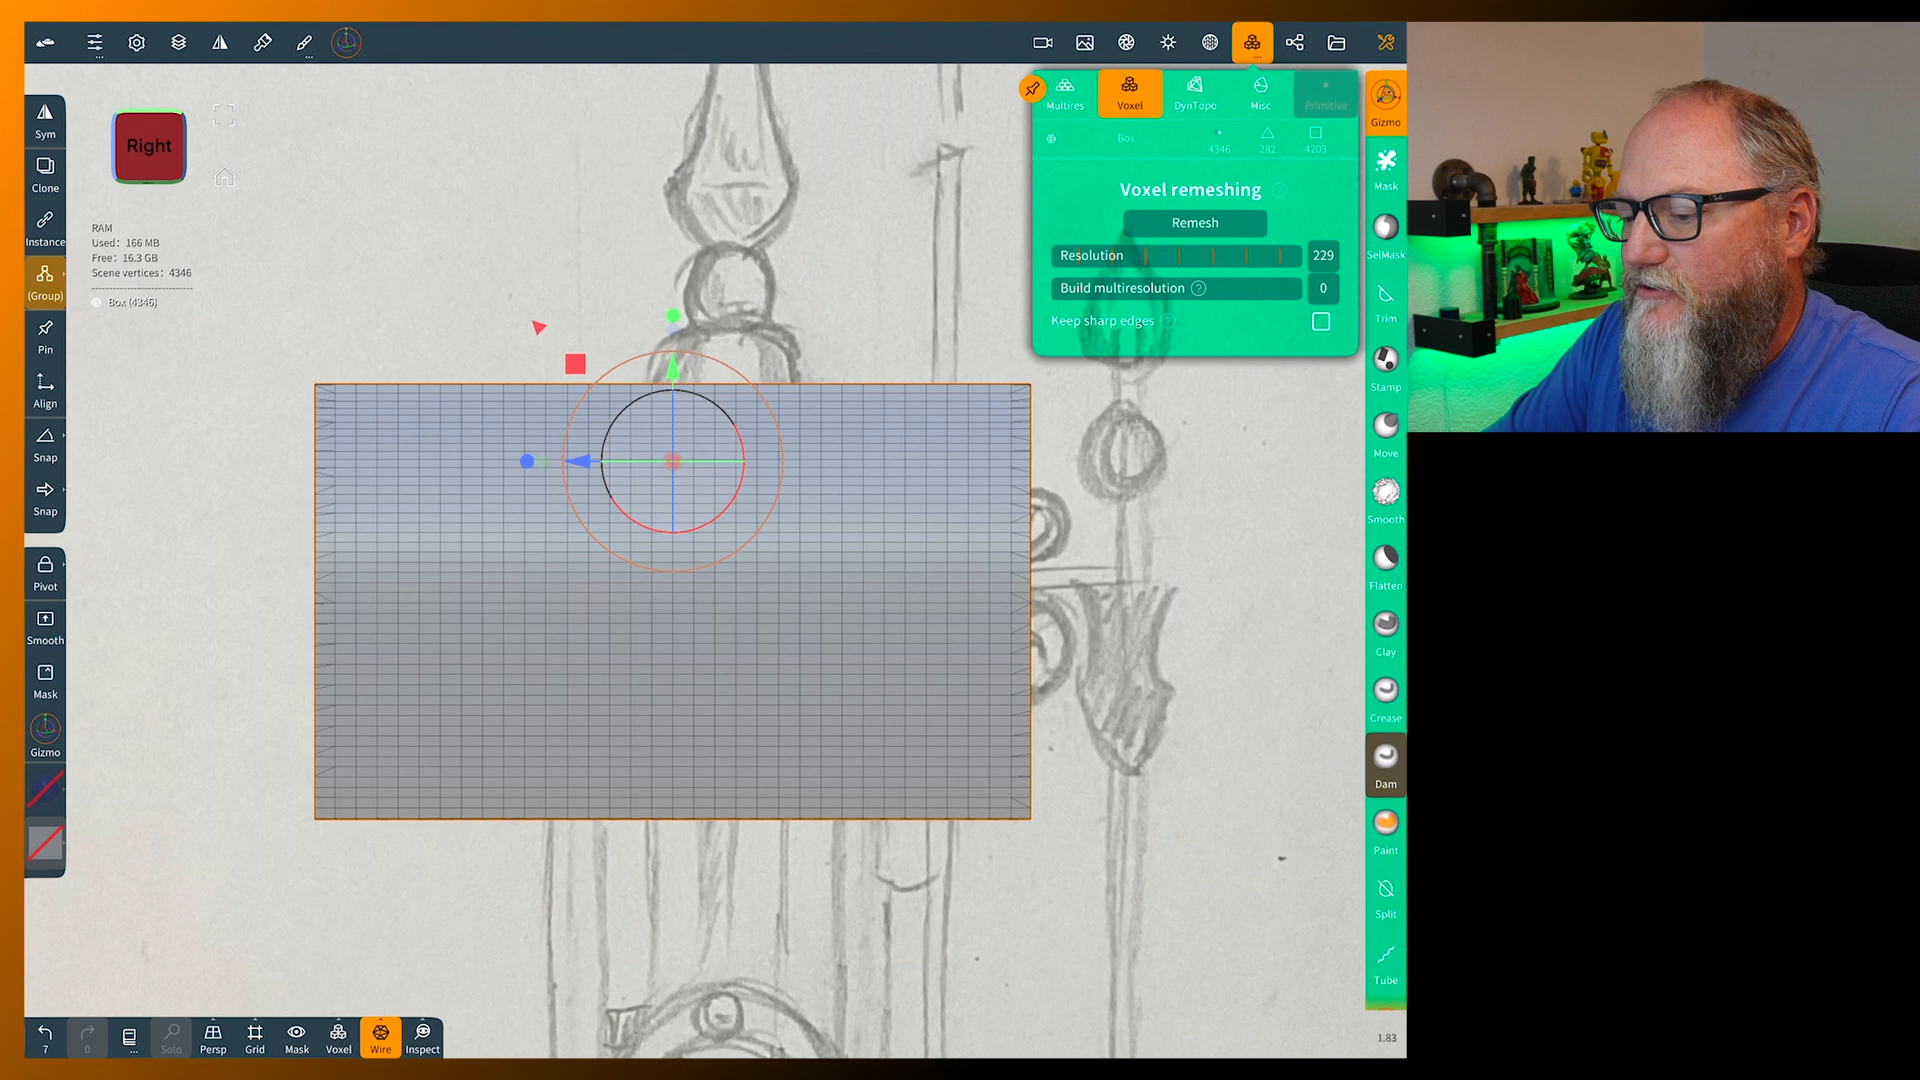 Multires
Voxel
DynTopo
Misc
Primitive
Box
4346
282
4203
Voxel remeshing ?
Remesh
Resolution
229
Build multiresolution ?
0
Keep sharp edges ?
Right
RAM
Used: 166 MB
Free: 16.3 GB
Scene vertices: 4346
Box (4346)
Sym
Clone
Instance
(Group)
Pin
Align
Snap
Snap
Pivot
Smooth
Mask
Gizmo
Gizmo
Mask
SelMask
Trim
Stamp
Move
Smooth
Flatten
Clay
Crease
Dam
Paint
Split
Tube
1.83
7
0
...
Solo
Persp
Grid
Mask
Voxel
Wire
Inspect